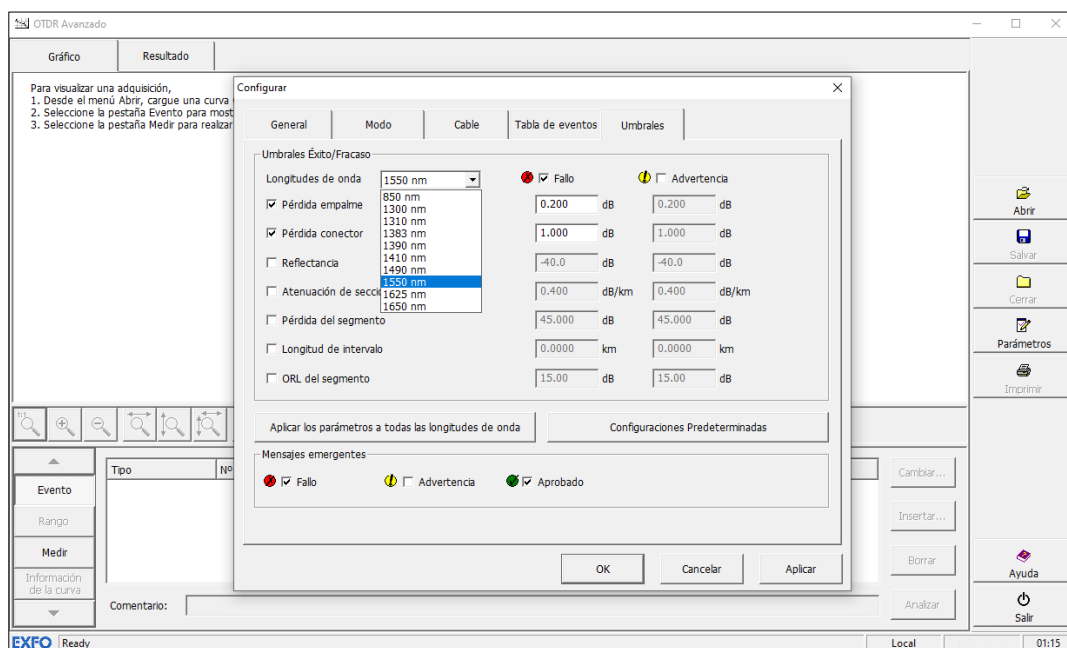 OTDR Avanzado
Gráfico
Resultado
Para visualizar una adquisición,
1. Desde el menú Abrir, cargue una curva
2. Seleccione la pestaña Evento para most
3. Seleccione la pestaña Medir para realizar
Configurar
General
Modo
Cable
Tabla de eventos
Umbrales
Umbrales Éxito/Fracaso
Longitudes de onda
1550 nm
Fallo
Advertencia
850 nm
1300 nm
1310 nm
1383 nm
1390 nm
1410 nm
1490 nm
1550 nm
1625 nm
1650 nm
Pérdida empalme
0.200 dB
0.200 dB
Pérdida conector
1.000 dB
1.000 dB
Reflectancia
-40.0 dB
-40.0 dB
Atenuación de secci
0.400 dB/km
0.400 dB/km
Pérdida del segmento
45.000 dB
45.000 dB
Longitud de intervalo
0.0000 km
0.0000 km
ORL del segmento
15.00 dB
15.00 dB
Aplicar los parámetros a todas las longitudes de onda
Configuraciones Predeterminadas
Mensajes emergentes
Fallo
Advertencia
Aprobado
OK
Cancelar
Aplicar
Abrir
Salvar
Cerrar
Parámetros
Imprimir
Ayuda
Salir
1:1
Evento
Rango
Medir
Información
de la curva
Tipo
Nº
Comentario:
Cambiar...
Insertar...
Borrar
Analizar
EXFO
Ready
Local
01:15